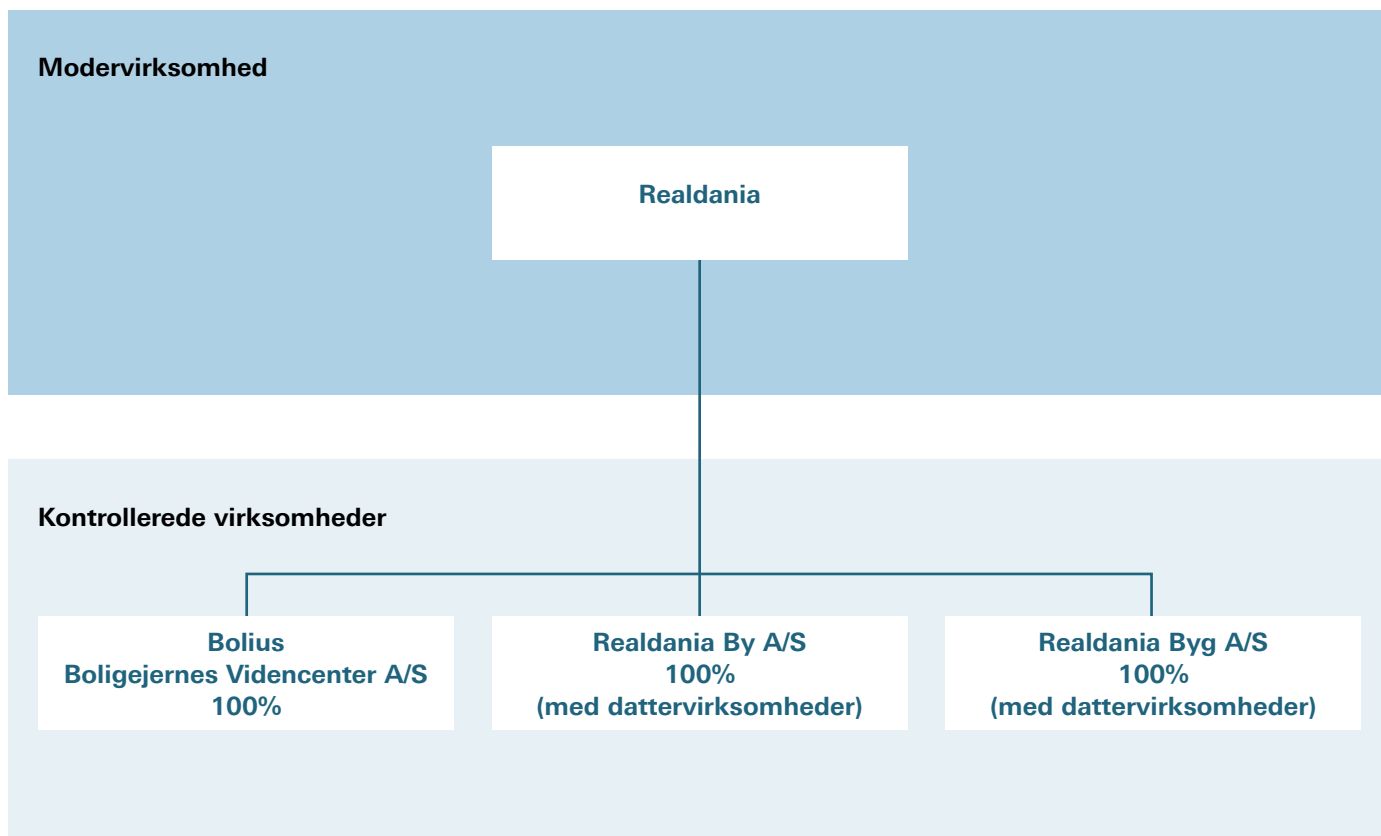 Modervirksomhed
Realdania
Kontrollerede virksomheder
Bolius
Boligejernes Videncenter A/S
100%
Realdania By A/S
100%
(med dattervirksomheder)
Realdania Byg A/S
100%
(med dattervirksomheder)